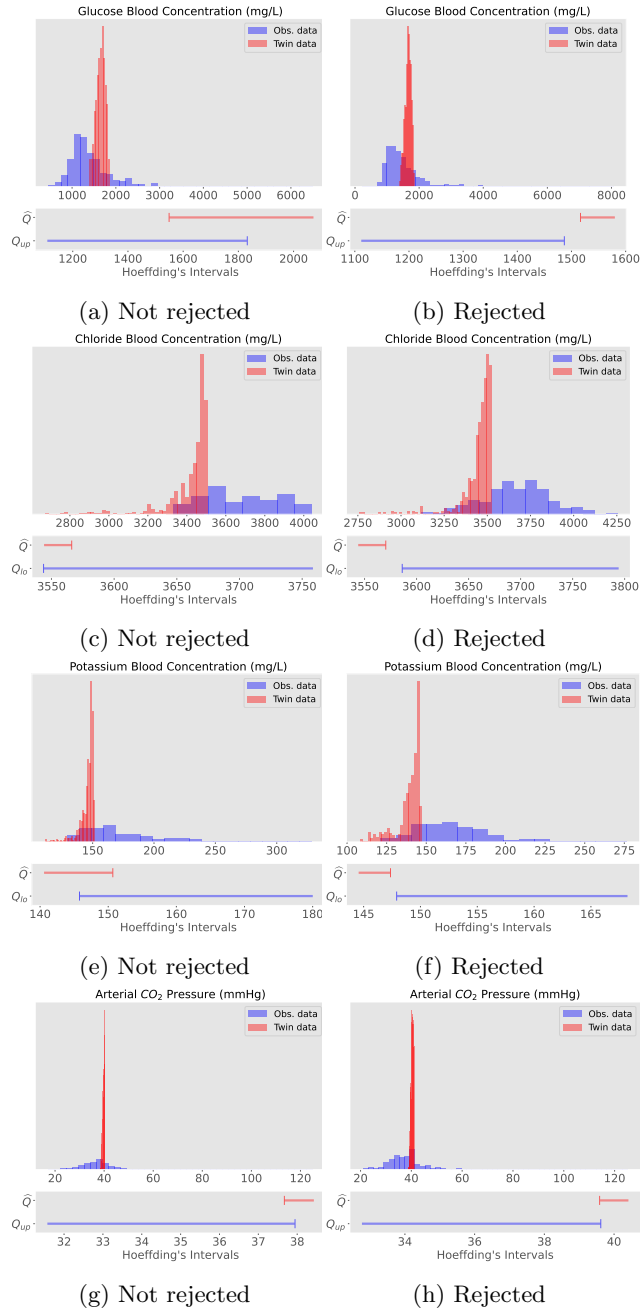 Glucose Blood Concentration (mg/L) Glucose Blood Concentration (mg/L)
Obs. data Obs. data
Twin data Twin data
1000 2000 3000 4000 5000 6000 0 2000 4000 6000 8000
Q̂ Q̂
Q_up Q_up
1200 1400 1600 1800 2000 1100 1200 1300 1400 1500 1600
Hoeffding's Intervals Hoeffding's Intervals
(a) Not rejected (b) Rejected
Chloride Blood Concentration (mg/L) Chloride Blood Concentration (mg/L)
Obs. data Obs. data
Twin data Twin data
2800 3000 3200 3400 3600 3800 4000 2750 3000 3250 3500 3750 4000 4250
Q̂ Q̂
Q_lo Q_lo
3550 3600 3650 3700 3750 3550 3600 3650 3700 3750 3800
Hoeffding's Intervals Hoeffding's Intervals
(c) Not rejected (d) Rejected
Potassium Blood Concentration (mg/L) Potassium Blood Concentration (mg/L)
Obs. data Obs. data
Twin data Twin data
150 200 250 300 100 125 150 175 200 225 250 275
Q̂ Q̂
Q_lo Q_lo
140 150 160 170 180 145 150 155 160 165
Hoeffding's Intervals Hoeffding's Intervals
(e) Not rejected (f) Rejected
Arterial CO₂ Pressure (mmHg) Arterial CO₂ Pressure (mmHg)
Obs. data Obs. data
Twin data Twin data
20 40 60 80 100 120 20 40 60 80 100 120
Q̂ Q̂
Q_up Q_up
32 33 34 35 36 37 38 34 36 38 40
Hoeffding's Intervals Hoeffding's Intervals
(g) Not rejected (h) Rejected